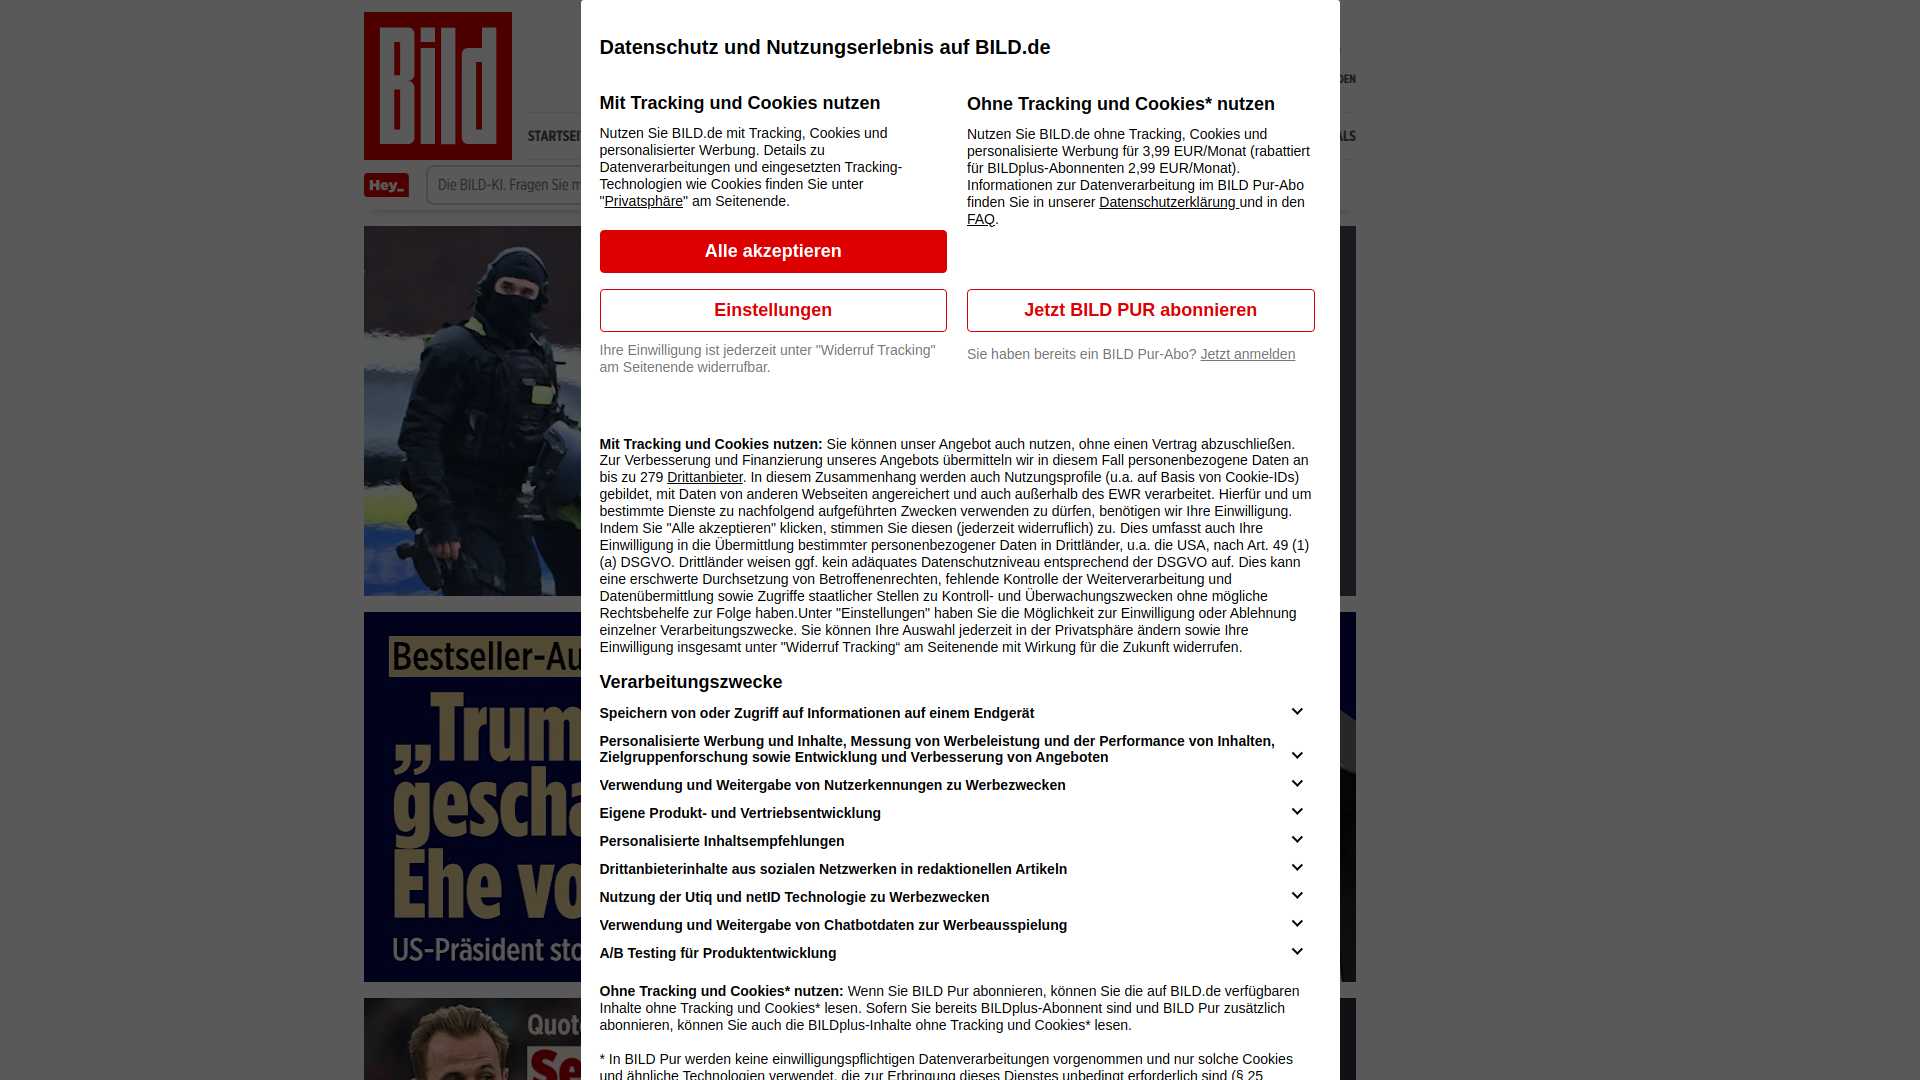 Bild
DEN
STARTSEI
ALS
Hey_
Die BILD-KI. Fragen Sie m
Bestseller-Au
„Trum
gescha
Ehe vo
US-Präsident sto
Quot
Se
Datenschutz und Nutzungserlebnis auf BILD.de
Mit Tracking und Cookies nutzen
Nutzen Sie BILD.de mit Tracking, Cookies und
personalisierter Werbung. Details zu
Datenverarbeitungen und eingesetzten Tracking-
Technologien wie Cookies finden Sie unter
"Privatsphäre" am Seitenende.
Alle akzeptieren
Einstellungen
Ihre Einwilligung ist jederzeit unter "Widerruf Tracking"
am Seitenende widerrufbar.
Ohne Tracking und Cookies* nutzen
Nutzen Sie BILD.de ohne Tracking, Cookies und
personalisierte Werbung für 3,99 EUR/Monat (rabattiert
für BILDplus-Abonnenten 2,99 EUR/Monat).
Informationen zur Datenverarbeitung im BILD Pur-Abo
finden Sie in unserer Datenschutzerklärung und in den
FAQ.
Jetzt BILD PUR abonnieren
Sie haben bereits ein BILD Pur-Abo? Jetzt anmelden
Mit Tracking und Cookies nutzen: Sie können unser Angebot auch nutzen, ohne einen Vertrag abzuschließen.
Zur Verbesserung und Finanzierung unseres Angebots übermitteln wir in diesem Fall personenbezogene Daten an
bis zu 279 Drittanbieter. In diesem Zusammenhang werden auch Nutzungsprofile (u.a. auf Basis von Cookie-IDs)
gebildet, mit Daten von anderen Webseiten angereichert und auch außerhalb des EWR verarbeitet. Hierfür und um
bestimmte Dienste zu nachfolgend aufgeführten Zwecken verwenden zu dürfen, benötigen wir Ihre Einwilligung.
Indem Sie "Alle akzeptieren" klicken, stimmen Sie diesen (jederzeit widerruflich) zu. Dies umfasst auch Ihre
Einwilligung in die Übermittlung bestimmter personenbezogener Daten in Drittländer, u.a. die USA, nach Art. 49 (1)
(a) DSGVO. Drittländer weisen ggf. kein adäquates Datenschutzniveau entsprechend der DSGVO auf. Dies kann
eine erschwerte Durchsetzung von Betroffenenrechten, fehlende Kontrolle der Weiterverarbeitung und
Datenübermittlung sowie Zugriffe staatlicher Stellen zu Kontroll- und Überwachungszwecken ohne mögliche
Rechtsbehelfe zur Folge haben.Unter "Einstellungen" haben Sie die Möglichkeit zur Einwilligung oder Ablehnung
einzelner Verarbeitungszwecke. Sie können Ihre Auswahl jederzeit in der Privatsphäre ändern sowie Ihre
Einwilligung insgesamt unter "Widerruf Tracking“ am Seitenende mit Wirkung für die Zukunft widerrufen.
Verarbeitungszwecke
Speichern von oder Zugriff auf Informationen auf einem Endgerät
Personalisierte Werbung und Inhalte, Messung von Werbeleistung und der Performance von Inhalten,
Zielgruppenforschung sowie Entwicklung und Verbesserung von Angeboten
Verwendung und Weitergabe von Nutzerkennungen zu Werbezwecken
Eigene Produkt- und Vertriebsentwicklung
Personalisierte Inhaltsempfehlungen
Drittanbieterinhalte aus sozialen Netzwerken in redaktionellen Artikeln
Nutzung der Utiq und netID Technologie zu Werbezwecken
Verwendung und Weitergabe von Chatbotdaten zur Werbeausspielung
A/B Testing für Produktentwicklung
Ohne Tracking und Cookies* nutzen: Wenn Sie BILD Pur abonnieren, können Sie die auf BILD.de verfügbaren
Inhalte ohne Tracking und Cookies* lesen. Sofern Sie bereits BILDplus-Abonnent sind und BILD Pur zusätzlich
abonnieren, können Sie auch die BILDplus-Inhalte ohne Tracking und Cookies* lesen.
* In BILD Pur werden keine einwilligungspflichtigen Datenverarbeitungen vorgenommen und nur solche Cookies
und ähnliche Technologien verwendet, die zur Erbringung dieses Dienstes unbedingt erforderlich sind (§ 25